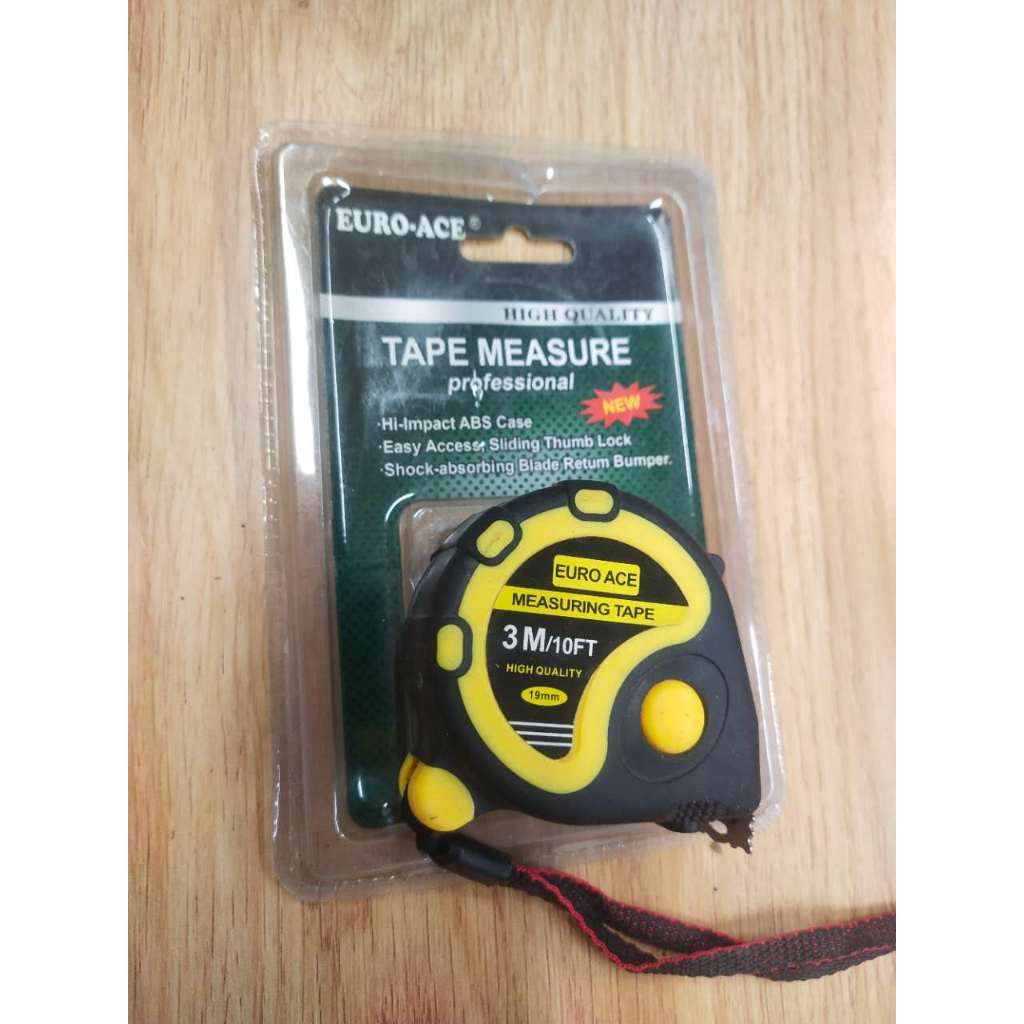 EURO-ACE®
HIGH QUALITY
TAPE MEASURE
professional
NEW
·Hi-Impact ABS Case
·Easy Access, Sliding Thumb Lock
·Shock-absorbing Blade Retum Bumper.
EURO ACE
MEASURING TAPE
3 M/10FT
HIGH QUALITY
19mm